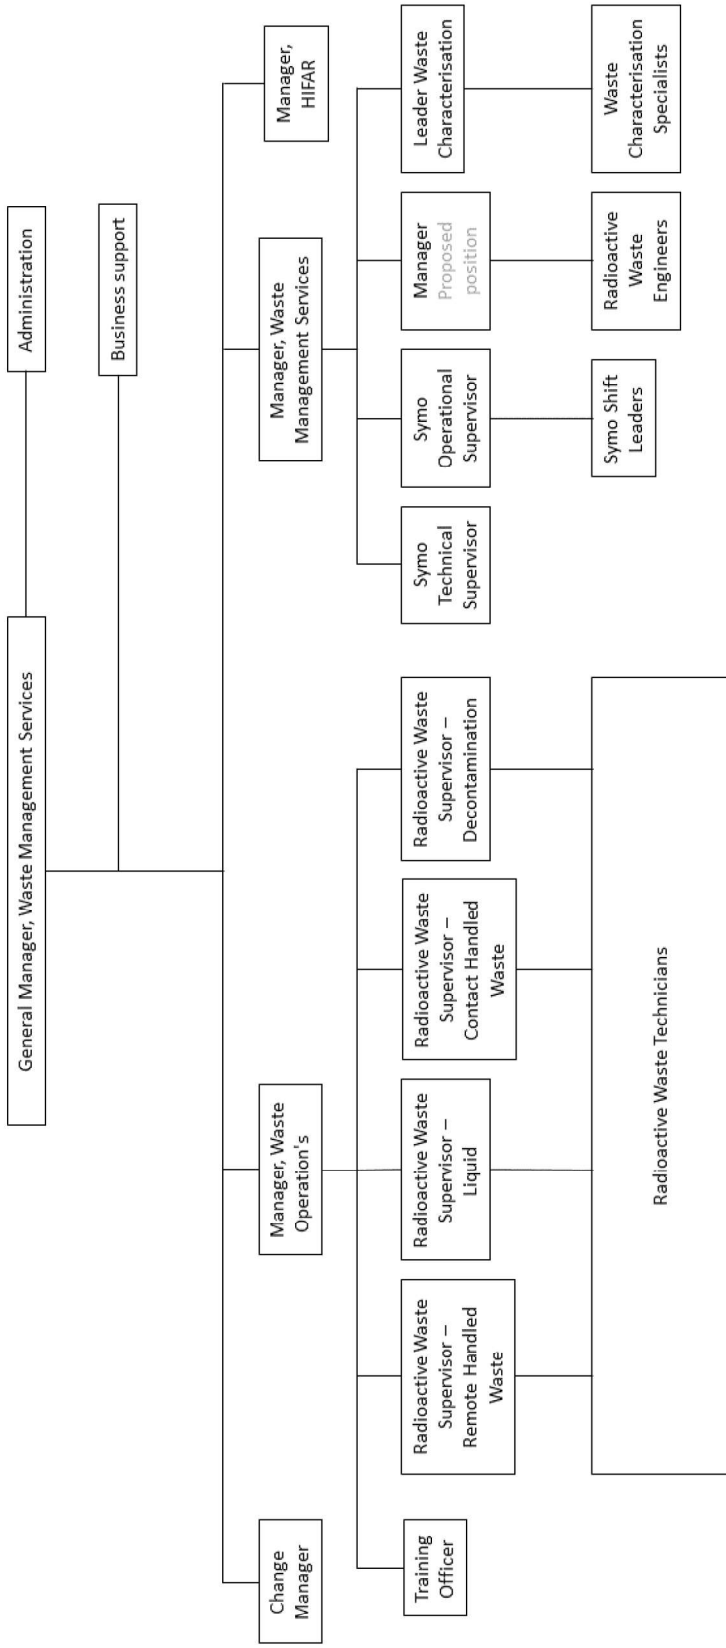 General Manager, Waste Management Services
Administration
Business support
Change
Manager
Manager, Waste
Operation's
Manager, Waste
Management Services
Manager,
HIFAR
Training
Officer
Radioactive Waste
Supervisor –
Remote Handled
Waste
Radioactive Waste
Supervisor –
Liquid
Radioactive Waste
Supervisor –
Contact Handled
Waste
Radioactive Waste
Supervisor –
Decontamination
Symo
Technical
Supervisor
Symo
Operational
Supervisor
Manager
Proposed
position
Leader Waste
Characterisation
Radioactive Waste Technicians
Symo Shift
Leaders
Radioactive
Waste
Engineers
Waste
Characterisation
Specialists